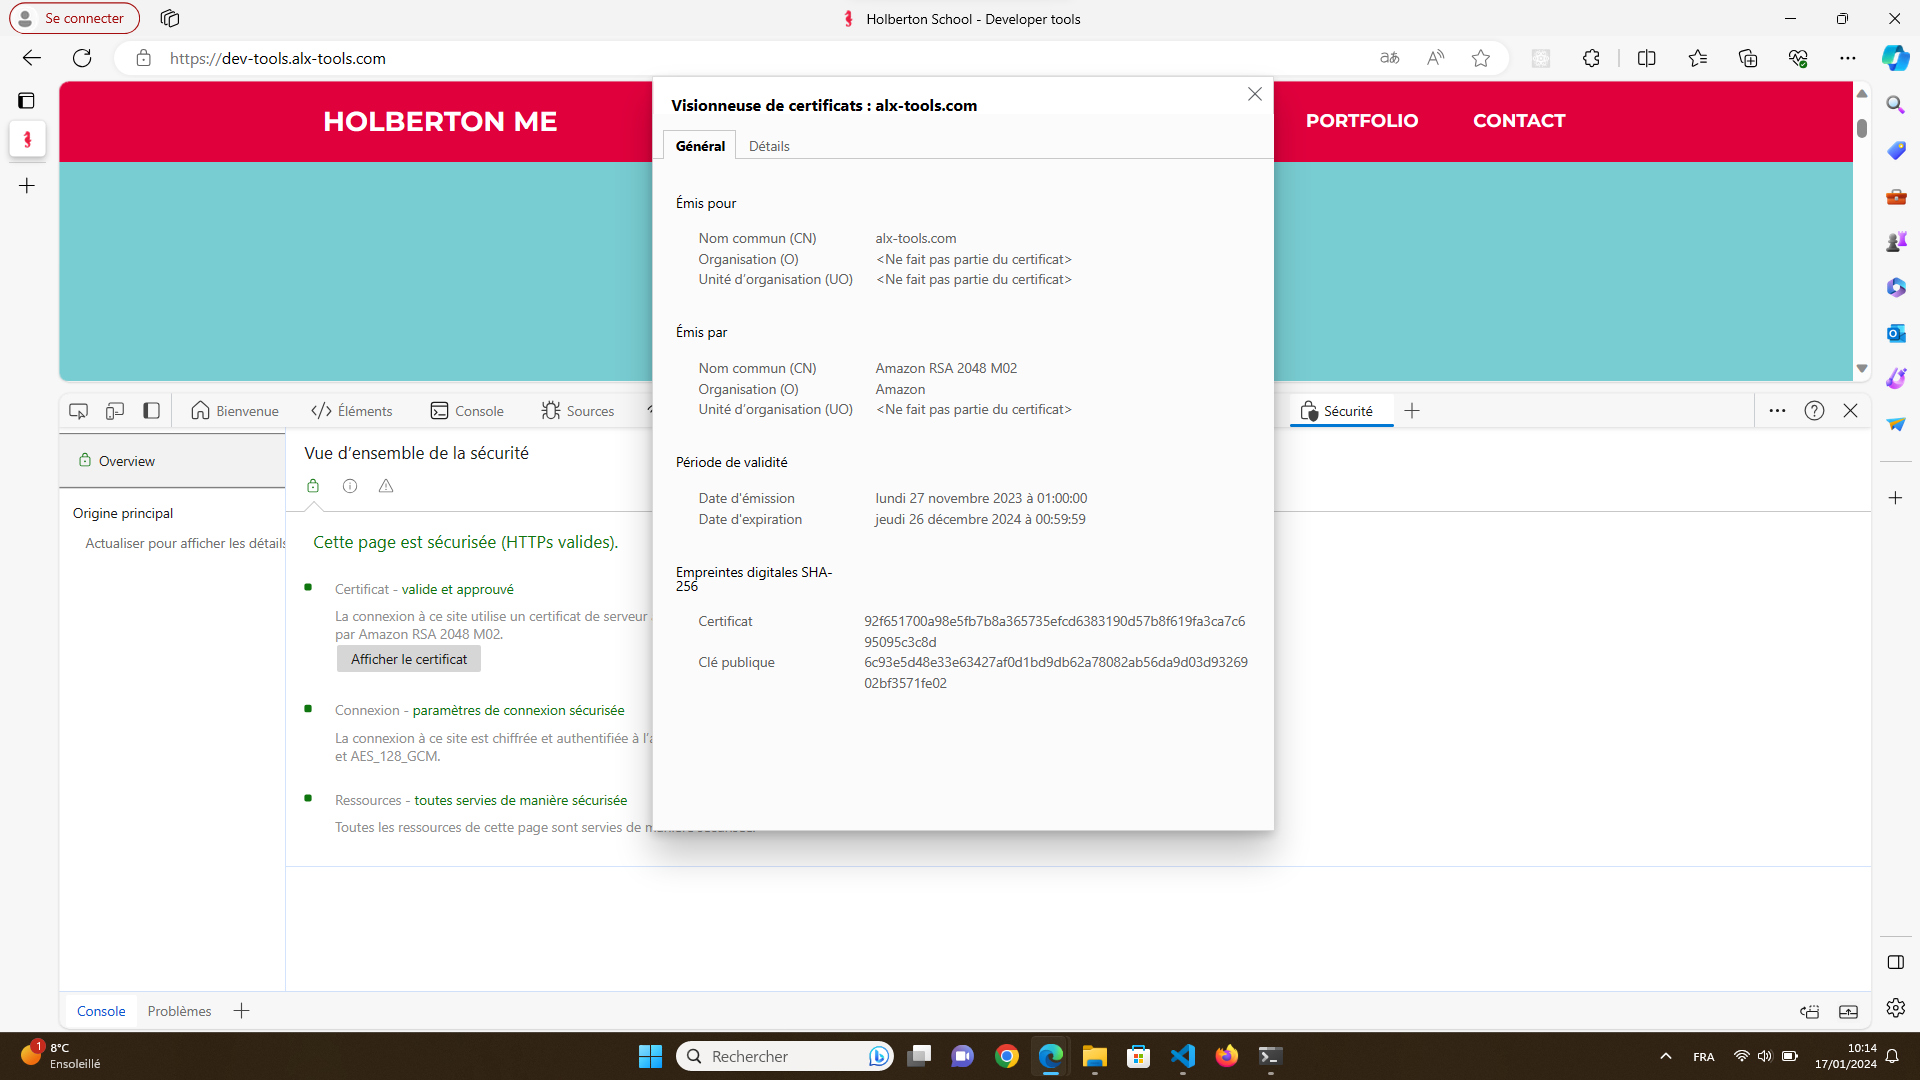 Se connecter
Holberton School - Developer tools
https://dev-tools.alx-tools.com
HOLBERTON ME
PORTFOLIO
CONTACT
Visionneuse de certificats : alx-tools.com
Général
Détails
Émis pour
Nom commun (CN) alx-tools.com
Organisation (O) <Ne fait pas partie du certificat>
Unité d'organisation (UO) <Ne fait pas partie du certificat>
Émis par
Nom commun (CN) Amazon RSA 2048 M02
Organisation (O) Amazon
Unité d'organisation (UO) <Ne fait pas partie du certificat>
Période de validité
Date d'émission lundi 27 novembre 2023 à 01:00:00
Date d'expiration jeudi 26 décembre 2024 à 00:59:59
Empreintes digitales SHA-
256
Certificat 92f651700a98e5fb7b8a365735efcd6383190d57b8f619fa3ca7c6
95095c3c8d
Clé publique 6c93e5d48e33e63427af0d1bd9db62a78082ab56da9d03d93269
02bf3571fe02
Bienvenue
Éléments
Console
Sources
Sécurité
Overview
Origine principal
Actualiser pour afficher les détails
Vue d'ensemble de la sécurité
Cette page est sécurisée (HTTPs valides).
Certificat - valide et approuvé
La connexion à ce site utilise un certificat de serveur
par Amazon RSA 2048 M02.
Afficher le certificat
Connexion - paramètres de connexion sécurisée
La connexion à ce site est chiffrée et authentifiée à l'
et AES_128_GCM.
Ressources - toutes servies de manière sécurisée
Toutes les ressources de cette page sont servies de
Console
Problèmes
1
8°C
Ensoleillé
Rechercher
FRA
10:14
17/01/2024